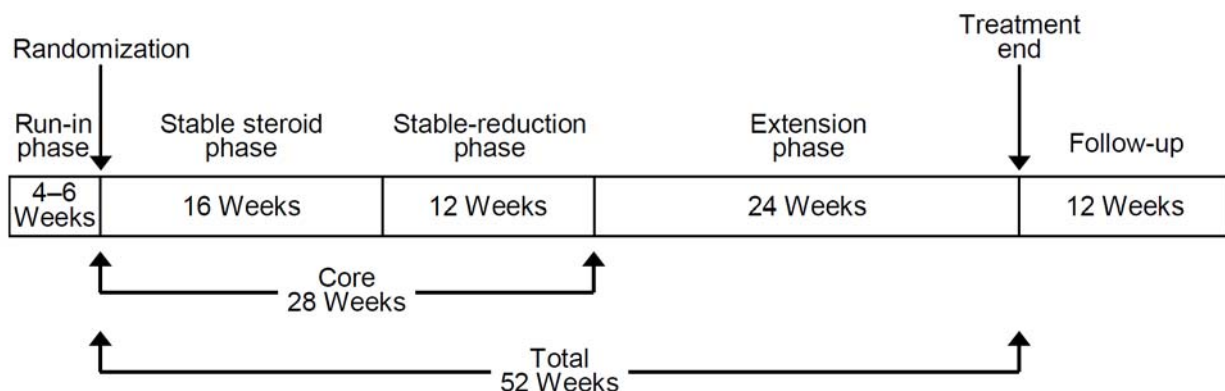 Randomization
Treatment
end
Run-in
phase
Stable steroid
phase
Stable-reduction
phase
Extension
phase
Follow-up
4–6
Weeks
16 Weeks
12 Weeks
24 Weeks
12 Weeks
Core
28 Weeks
Total
52 Weeks